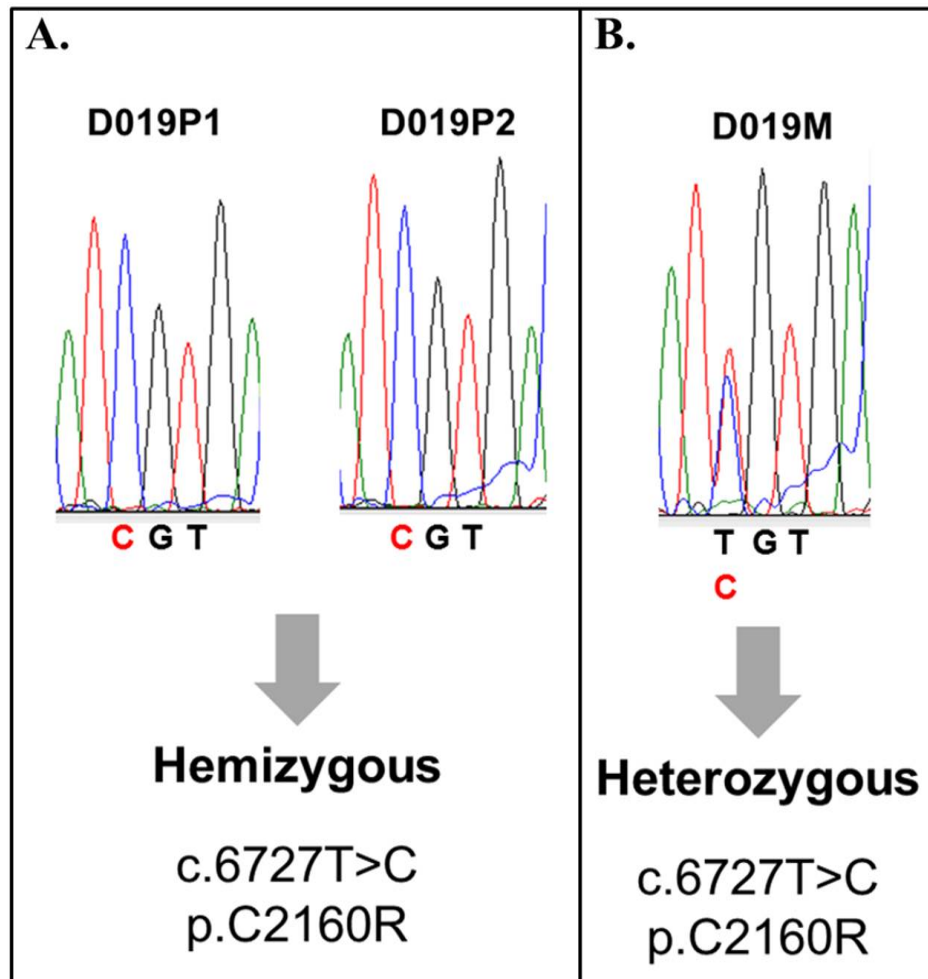 A.
D019P1
D019P2
C G T
C G T
Hemizygous
c.6727T>C
p.C2160R
B.
D019M
T G T
C
Heterozygous
c.6727T>C
p.C2160R